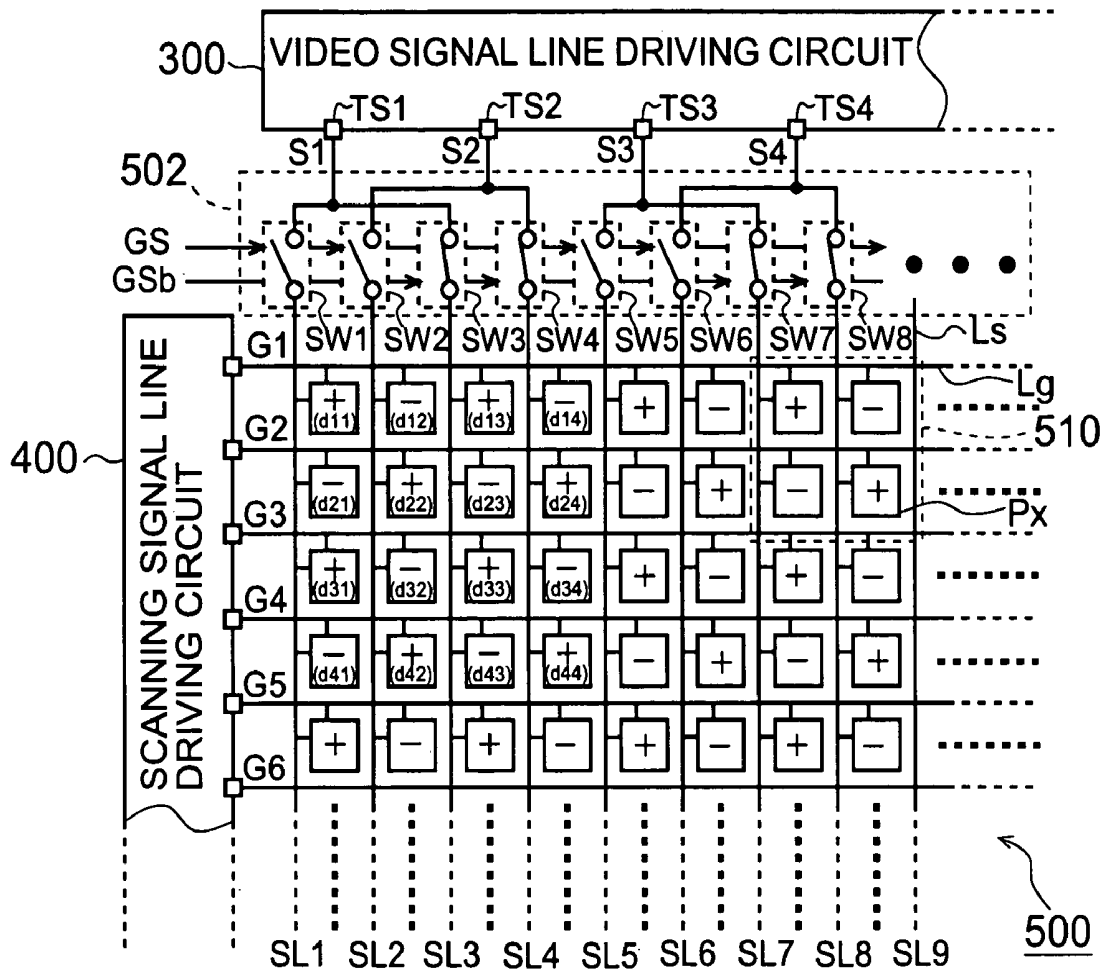 VIDEO SIGNAL LINE DRIVING CIRCUIT
300
TS1 TS2 TS3 TS4
S1 S2 S3 S4
502
GS
GSb
SW1 SW2 SW3 SW4 SW5 SW6 SW7 SW8 Ls
SCANNING SIGNAL LINE
DRIVING CIRCUIT
400
G1
Lg
+ − + − + − + −
(d11) (d12) (d13) (d14)
510
G2
− + − + − + − +
(d21) (d22) (d23) (d24)
Px
G3
+ − + − + − + −
(d31) (d32) (d33) (d34)
G4
− + − + − + − +
(d41) (d42) (d43) (d44)
G5
+ − + − + − + −
G6
500
SL1 SL2 SL3 SL4 SL5 SL6 SL7 SL8 SL9